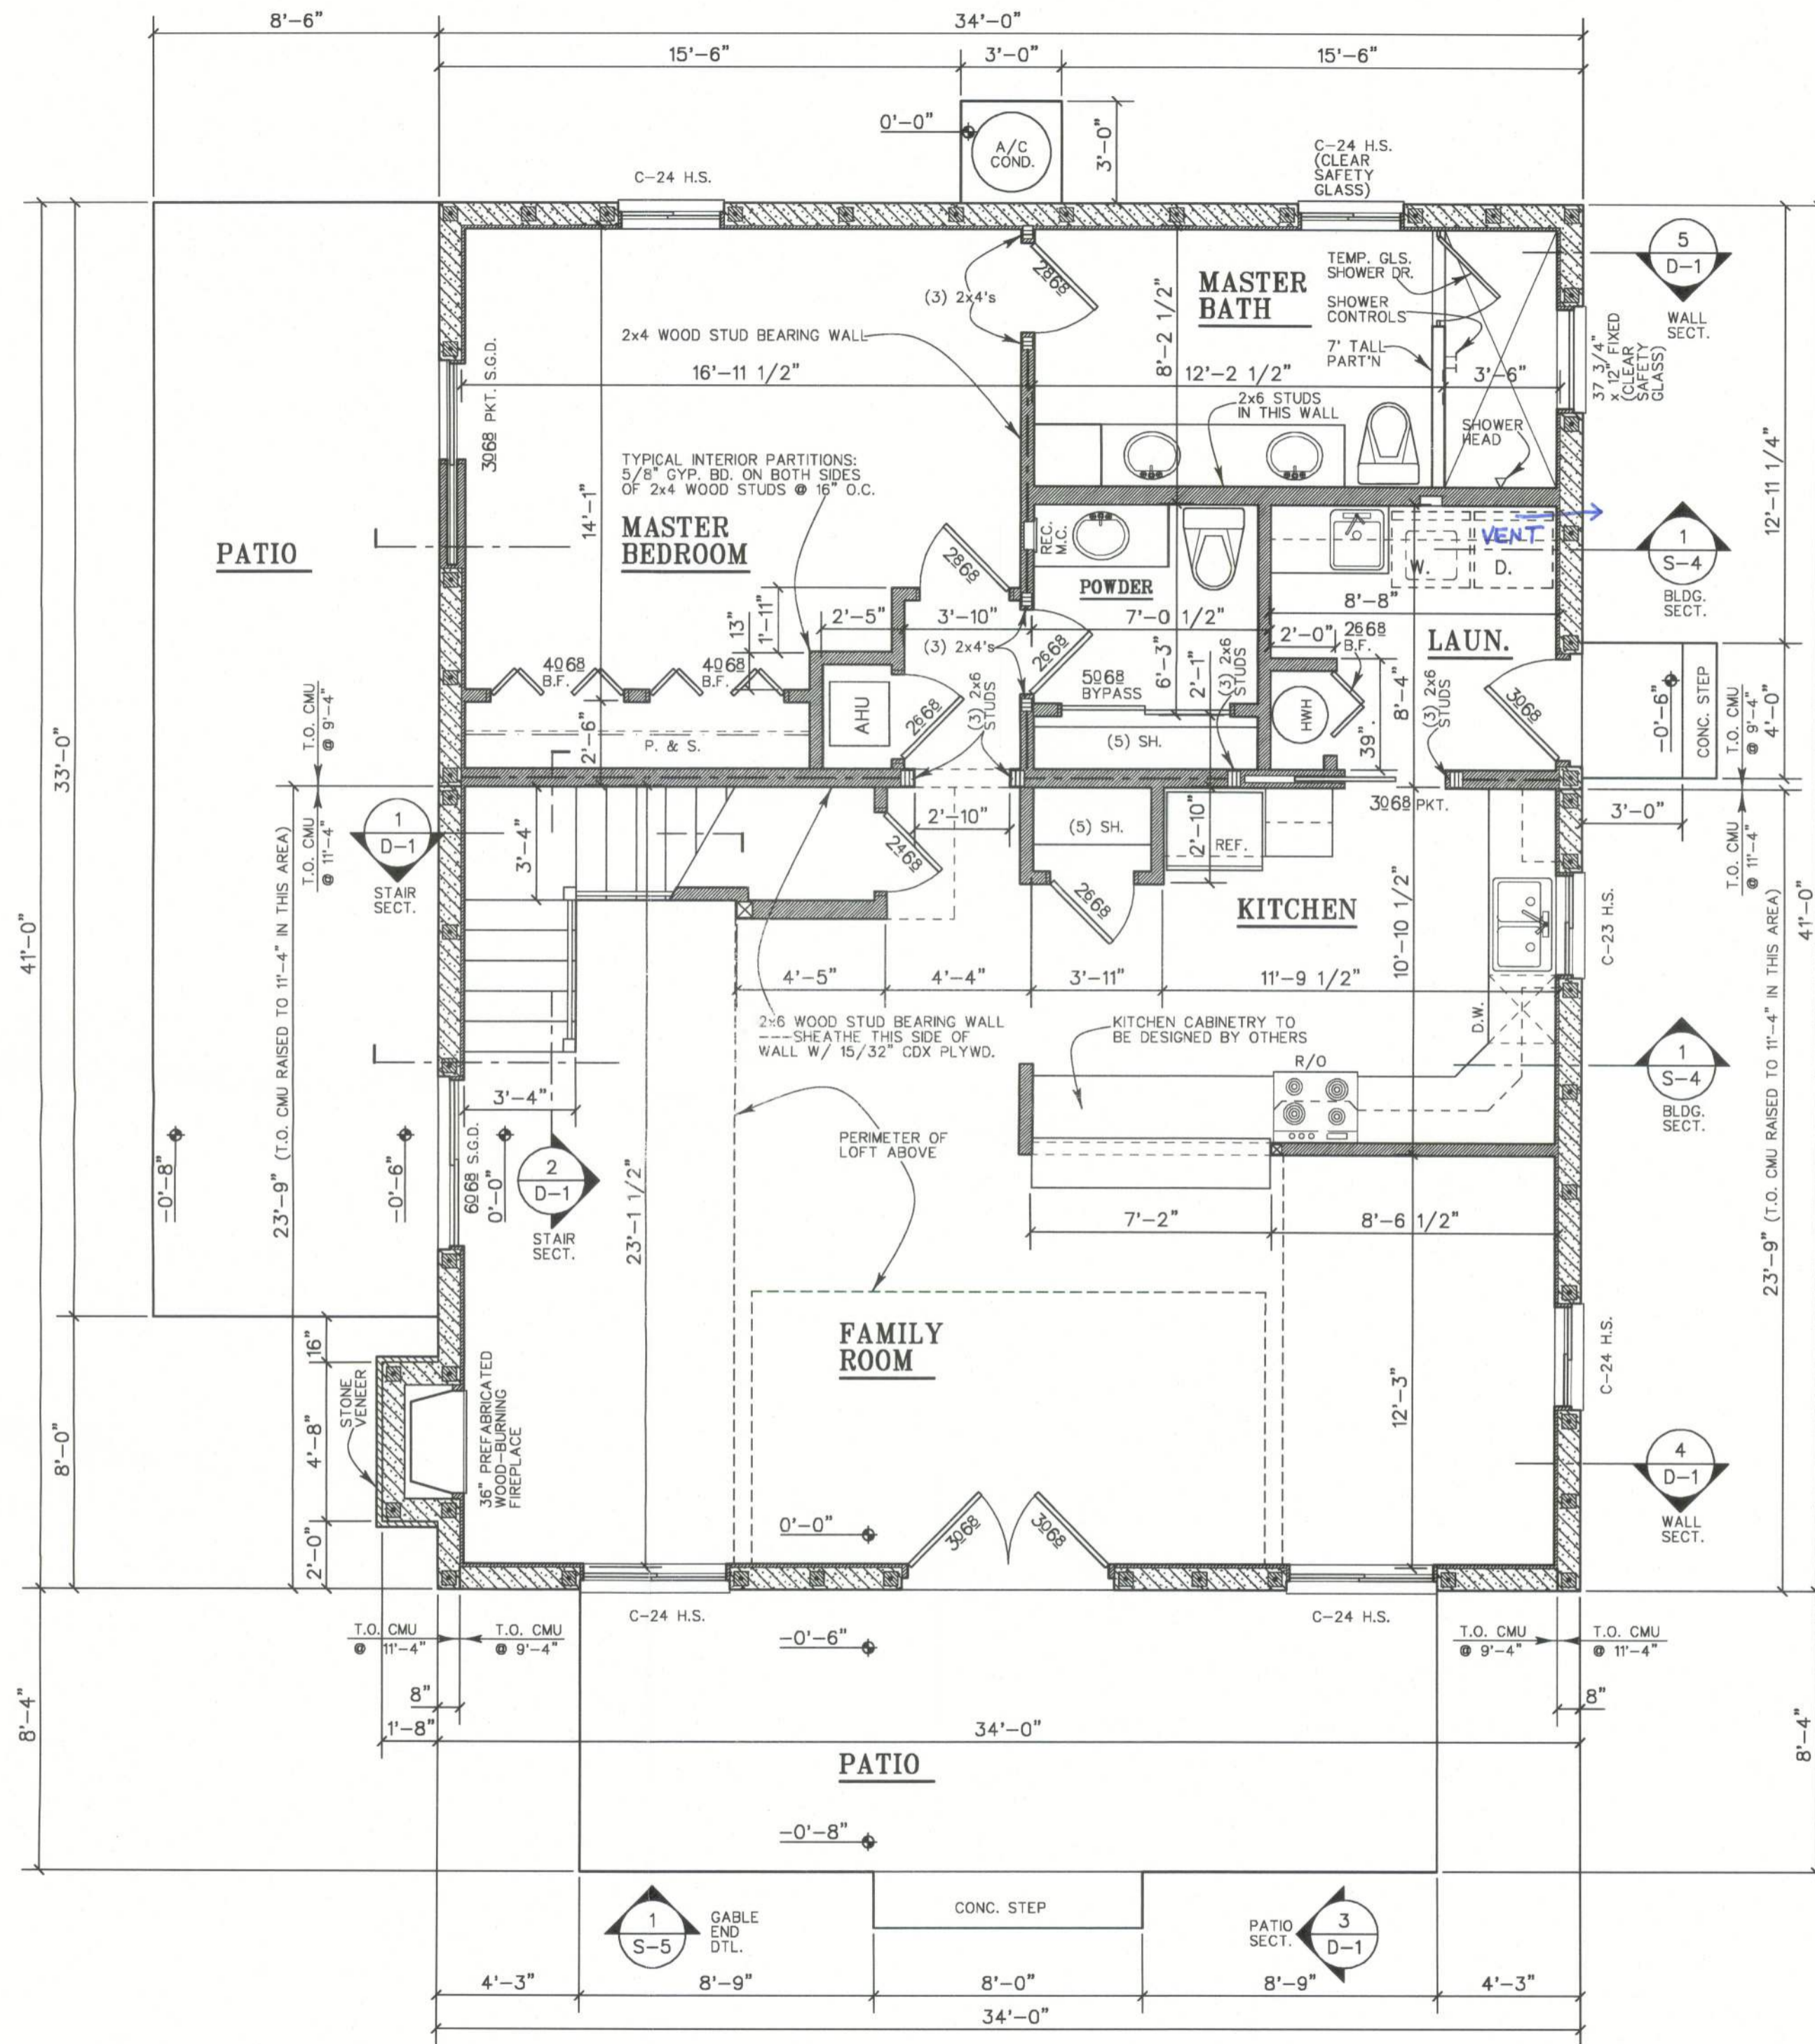 8'-6"
34'-0"
15'-6"
3'-0"
15'-6"
0'-0"
A/C
COND.
3'-0"
C-24 H.S.
C-24 H.S.
(CLEAR
SAFETY
GLASS)
5
D-1
WALL
SECT.
2868
MASTER
BATH
TEMP. GLS.
SHOWER DR.
SHOWER
CONTROLS
7' TALL
PART'N
(3) 2x4's
2x4 WOOD STUD BEARING WALL
8'-2 1/2"
16'-11 1/2"
12'-2 1/2"
3'-6"
37 3/4"
x 12" FIXED
(CLEAR
SAFETY
GLASS)
2x6 STUDS
IN THIS WALL
SHOWER
HEAD
3068 PKT. S.G.D.
12'-11 1/4"
TYPICAL INTERIOR PARTITIONS:
5/8" GYP. BD. ON BOTH SIDES
OF 2x4 WOOD STUDS @ 16" O.C.
14'-1"
MASTER
BEDROOM
PATIO
REC.
M.C.
VENT
W.
D.
1
S-4
BLDG.
SECT.
2868
POWDER
8'-8"
13"
1'-11"
2'-5"
3'-10"
7'-0 1/2"
2'-0"
2668
B.F.
LAUN.
(3) 2x4's
2668
6'-3"
2'-1"
(3) 2x6
STUDS
4068
B.F.
4068
B.F.
5068
BYPASS
8'-4"
(3) 2x6
STUDS
3068
-0'-6"
CONC. STEP
T.O. CMU
@ 9'-4"
4'-0"
T.O. CMU
@ 9'-4"
33'-0"
AHU
2668
(3) 2x6
STUDS
HWH
39"
2'-6"
P. & S.
(5) SH.
T.O. CMU
@ 11'-4"
1
D-1
STAIR
SECT.
3'-4"
2'-10"
2468
(5) SH.
2'-10"
REF.
3068 PKT.
3'-0"
T.O. CMU
@ 11'-4"
2668
KITCHEN
10'-10 1/2"
C-23 H.S.
41'-0"
41'-0"
23'-9" (T.O. CMU RAISED TO 11'-4" IN THIS AREA)
23'-9" (T.O. CMU RAISED TO 11'-4" IN THIS AREA)
4'-5"
4'-4"
3'-11"
11'-9 1/2"
2x6 WOOD STUD BEARING WALL
SHEATHE THIS SIDE OF
WALL W/ 15/32" CDX PLYWD.
KITCHEN CABINETRY TO
BE DESIGNED BY OTHERS
D.W.
R/O
1
S-4
BLDG.
SECT.
3'-4"
PERIMETER OF
LOFT ABOVE
-0'-8"
-0'-6"
6068 S.G.D.
0'-0"
2
D-1
STAIR
SECT.
23'-1 1/2"
7'-2"
8'-6 1/2"
FAMILY
ROOM
16"
STONE
VENEER
4'-8"
36" PREFABRICATED
WOOD-BURNING
FIREPLACE
8'-0"
2'-0"
12'-3"
C-24 H.S.
4
D-1
WALL
SECT.
0'-0"
3068
3068
C-24 H.S.
C-24 H.S.
T.O. CMU
@ 11'-4"
T.O. CMU
@ 9'-4"
-0'-6"
T.O. CMU
@ 9'-4"
T.O. CMU
@ 11'-4"
8"
8"
1'-8"
34'-0"
8'-4"
8'-4"
PATIO
-0'-8"
CONC. STEP
1
S-5
GABLE
END
DTL.
PATIO
SECT.
3
D-1
4'-3"
8'-9"
8'-0"
8'-9"
4'-3"
34'-0"